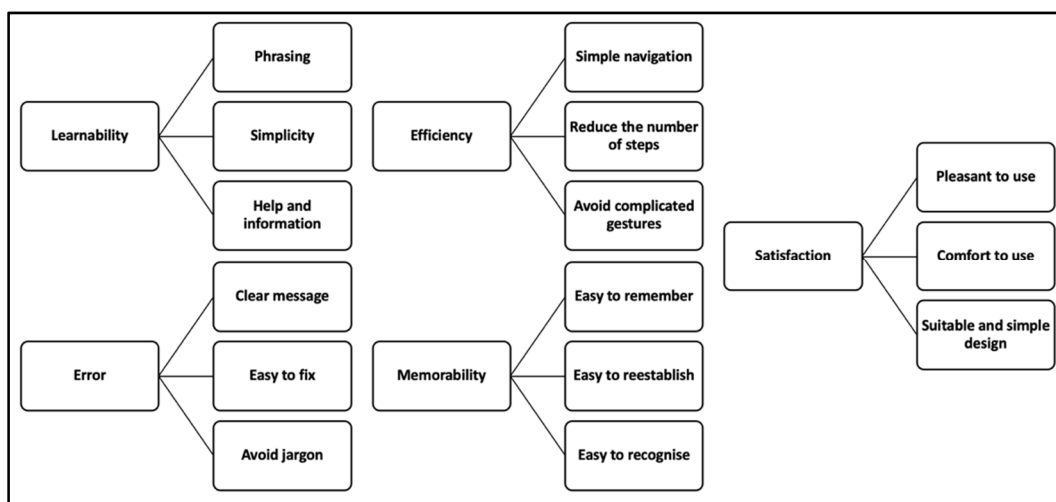 Learnability
Phrasing
Simplicity
Help and
information
Efficiency
Simple navigation
Reduce the number
of steps
Avoid complicated
gestures
Error
Clear message
Easy to fix
Avoid jargon
Memorability
Easy to remember
Easy to reestablish
Easy to recognise
Satisfaction
Pleasant to use
Comfort to use
Suitable and simple
design